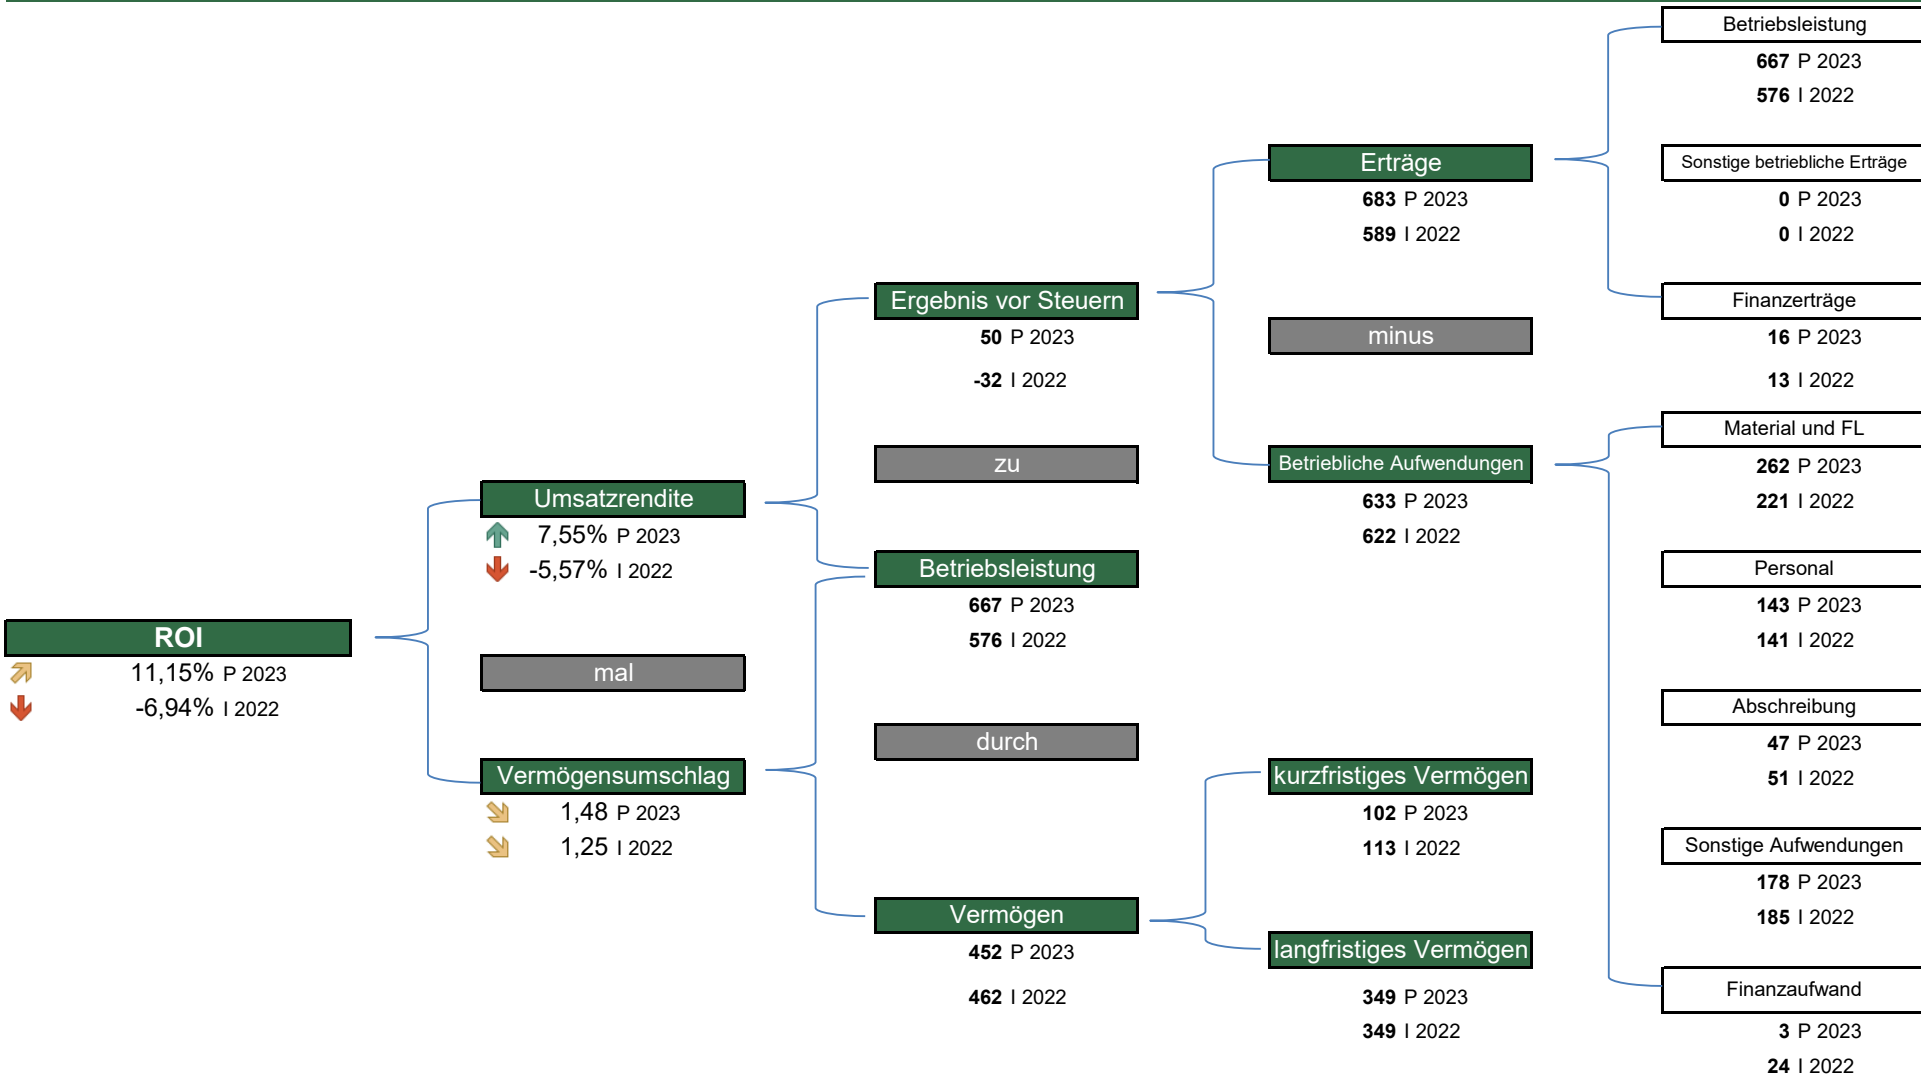 ROI
11,15% P 2023
-6,94% I 2022
Umsatzrendite
7,55% P 2023
-5,57% I 2022
mal
Vermögensumschlag
1,48 P 2023
1,25 I 2022
Ergebnis vor Steuern
50 P 2023
-32 I 2022
zu
Betriebsleistung
667 P 2023
576 I 2022
durch
Vermögen
452 P 2023
462 I 2022
Erträge
683 P 2023
589 I 2022
minus
Betriebliche Aufwendungen
633 P 2023
622 I 2022
kurzfristiges Vermögen
102 P 2023
113 I 2022
langfristiges Vermögen
349 P 2023
349 I 2022
Betriebsleistung
667 P 2023
576 I 2022
Sonstige betriebliche Erträge
0 P 2023
0 I 2022
Finanzerträge
16 P 2023
13 I 2022
Material und FL
262 P 2023
221 I 2022
Personal
143 P 2023
141 I 2022
Abschreibung
47 P 2023
51 I 2022
Sonstige Aufwendungen
178 P 2023
185 I 2022
Finanzaufwand
3 P 2023
24 I 2022